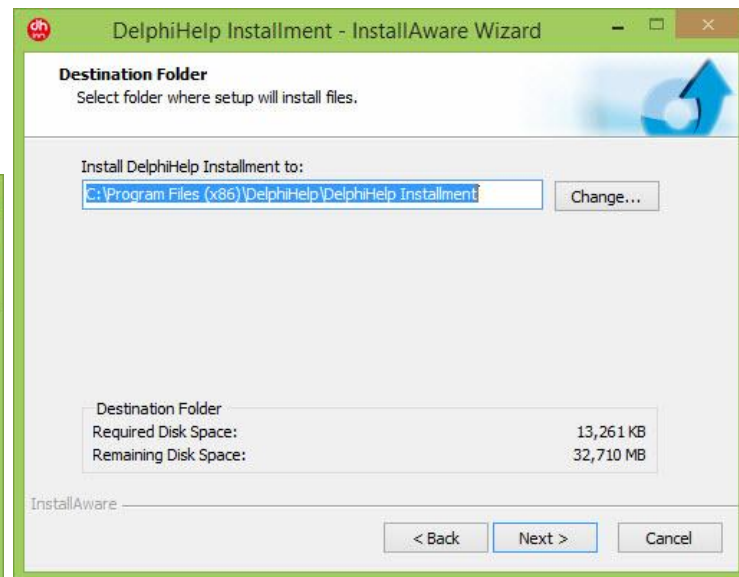 dh
DelphiHelp Installment - InstallAware Wizard
Destination Folder
Select folder where setup will install files.
Install DelphiHelp Installment to:
C:\Program Files (x86)\DelphiHelp\DelphiHelp Installment
Change...
Destination Folder
Required Disk Space: 13,261 KB
Remaining Disk Space: 32,710 MB
InstallAware
< Back Next > Cancel